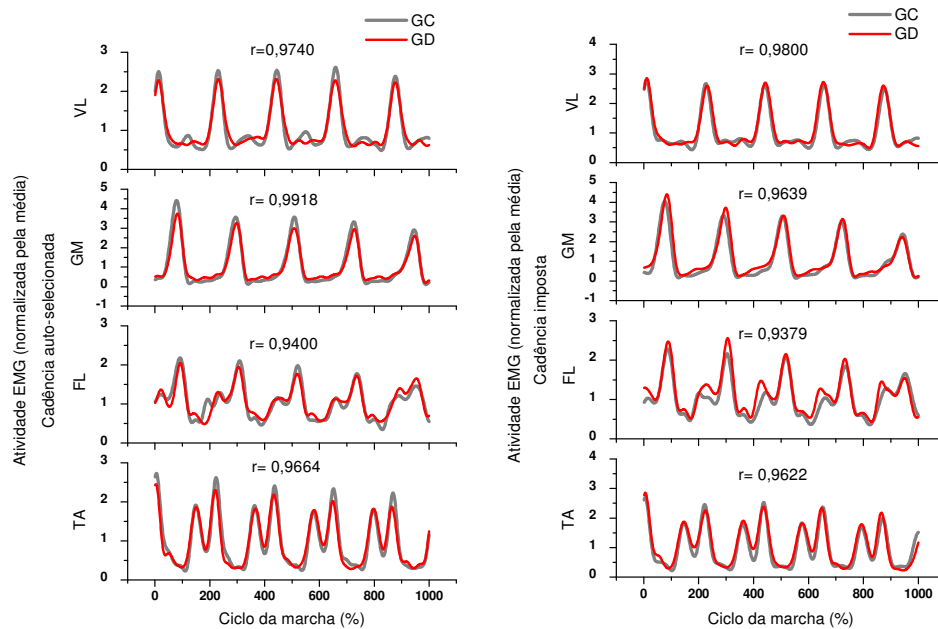 GC
GD
r=0,9740
VL
3
2
1
0
r= 0,9918
GM
5
4
3
2
1
0
-1
r= 0,9400
FL
3
2
1
0
r= 0,9664
TA
3
2
1
0
0 200 400 600 800 1000
Ciclo da marcha (%)
Atividade EMG (normalizada pela média)
Cadência auto-selecionada
GC
GD
r= 0,9800
VL
4
3
2
1
0
r= 0,9639
GM
5
4
3
2
1
0
-1
r= 0,9379
FL
3
2
1
0
r= 0,9622
TA
4
3
2
1
0
0 200 400 600 800 1000
Ciclo da marcha (%)
Atividade EMG (normalizada pela média)
Cadência imposta